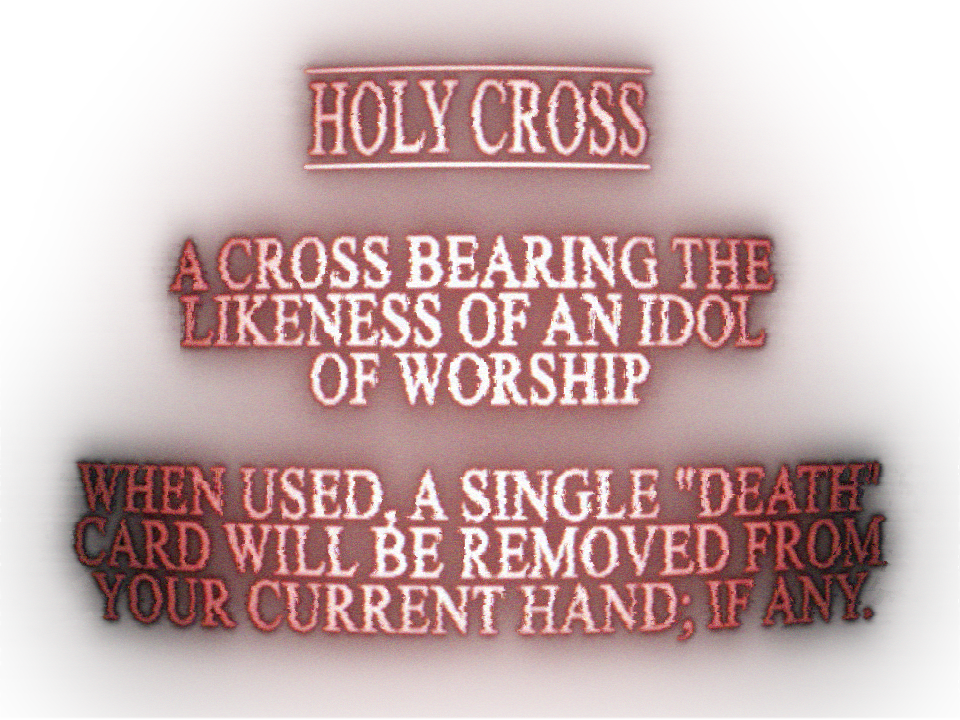 HOLY CROSS
A CROSS BEARING THE
LIKENESS OF AN IDOL
OF WORSHIP
WHEN USED, A SINGLE "DEATH"
CARD WILL BE REMOVED FROM
YOUR CURRENT HAND; IF ANY.